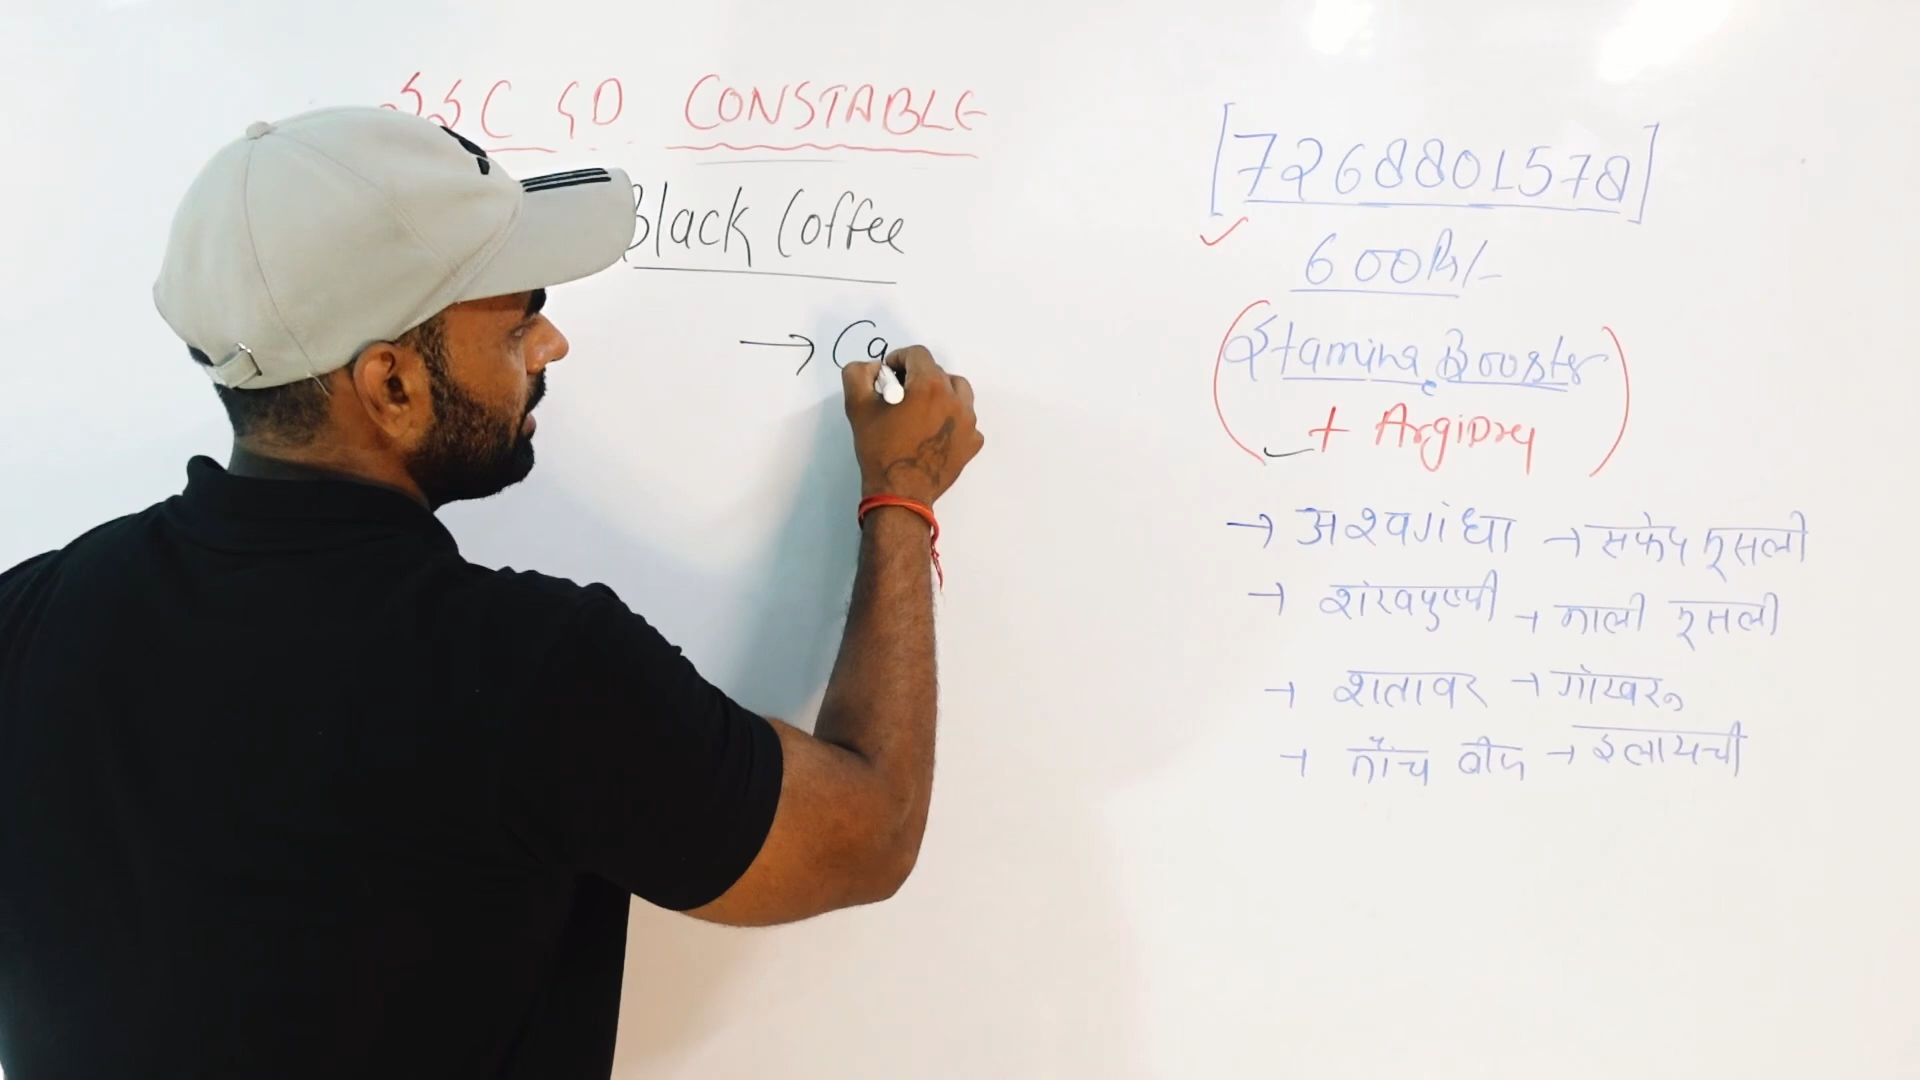 SSC GD CONSTABLE
Black Coffee
→ Ca
[7268801578]
600Rs/-
(Stamina Booster
+ Argipry)
→ अश्वगंधा → सफेद मूसली
→ शंखपुष्पी → काली मूसली
→ शतावर → गोखरू
→ कौंच बीज → इलायची